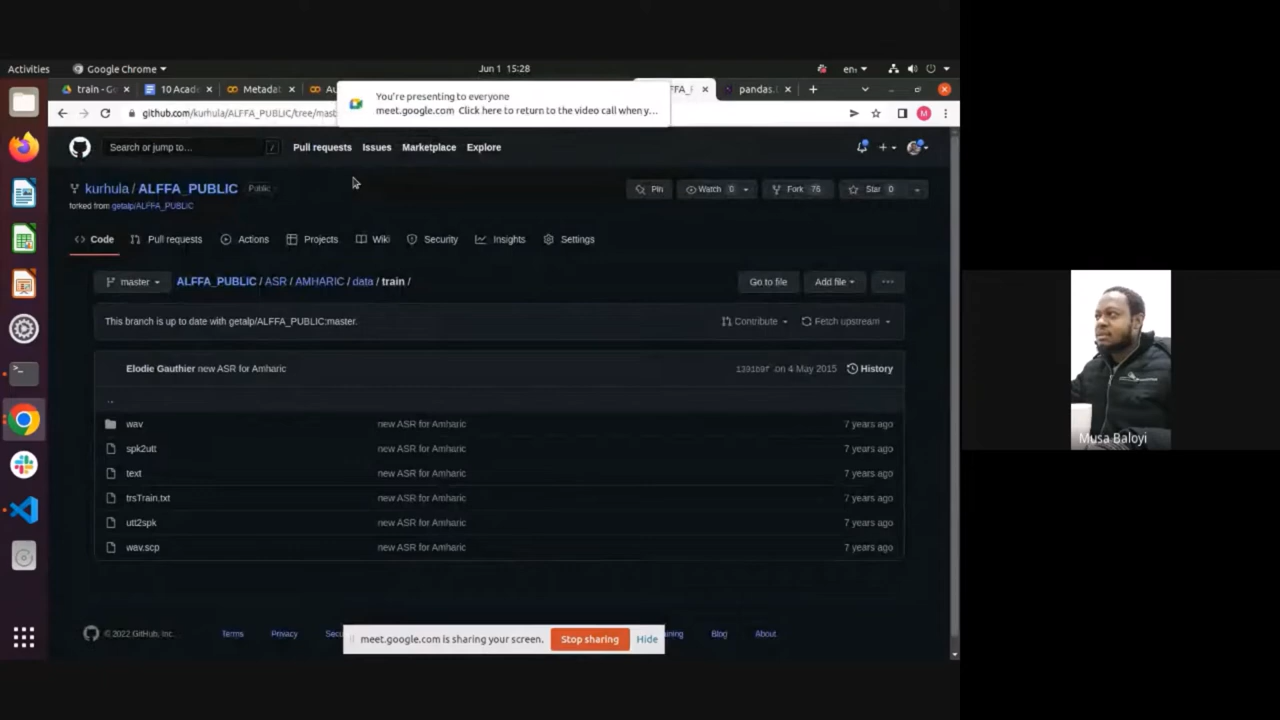 Activities
Google Chrome
Jun 1 15:28
en
train - G
10 Acade
Metadat
Au
FFA_F
pandas.
You're presenting to everyone
meet.google.com Click here to return to the video call when y...
github.com/kurhula/ALFFA_PUBLIC/tree/mast
M
Search or jump to...
/
Pull requests
Issues
Marketplace
Explore
kurhula / ALFFA_PUBLIC
Public
Pin
Watch 0
Fork 76
Star 0
forked from getalp/ALFFA_PUBLIC
Code
Pull requests
Actions
Projects
Wiki
Security
Insights
Settings
master
ALFFA_PUBLIC / ASR / AMHARIC / data / train /
Go to file
Add file
...
This branch is up to date with getalp/ALFFA_PUBLIC:master.
Contribute
Fetch upstream
Elodie Gauthier new ASR for Amharic
on 4 May 2015
History
..
wav new ASR for Amharic 7 years ago
spk2utt new ASR for Amharic 7 years ago
text new ASR for Amharic 7 years ago
trsTrain.txt new ASR for Amharic 7 years ago
utt2spk new ASR for Amharic 7 years ago
wav.scp new ASR for Amharic 7 years ago
Musa Baloyi
© 2022 GitHub, Inc.
Terms
Privacy
Secu
ning
Blog
About
meet.google.com is sharing your screen.
Stop sharing
Hide